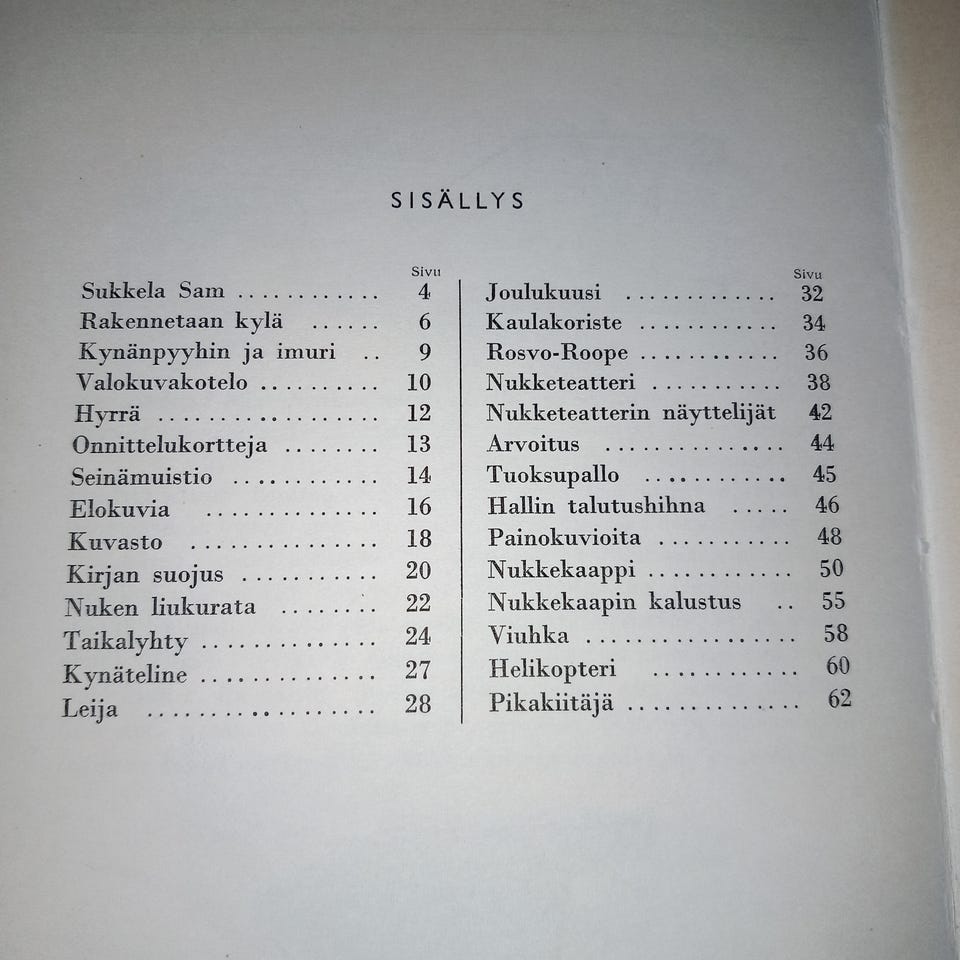 SISÄLLYS
Sivu
Sukkela Sam ............ 4
Rakennetaan kylä ...... 6
Kynänpyyhin ja imuri .. 9
Valokuvakotelo .......... 10
Hyrrä .................. 12
Onnittelukortteja ........ 13
Seinämuistio ............ 14
Elokuvia .............. 16
Kuvasto ............... 18
Kirjan suojus ........... 20
Nuken liukurata ........ 22
Taikalyhty .............. 24
Kynäteline .............. 27
Leija ................... 28
Sivu
Joulukuusi ............. 32
Kaulakoriste ............ 34
Rosvo-Roope ............ 36
Nukketeatteri ........... 38
Nukketeatterin näyttelijät 42
Arvoitus ............... 44
Tuoksupallo ............ 45
Hallin talutushihna ..... 46
Painokuvioita ........... 48
Nukkekaappi ............ 50
Nukkekaapin kalustus .. 55
Viuhka ................. 58
Helikopteri ............ 60
Pikakiitäjä .............. 62